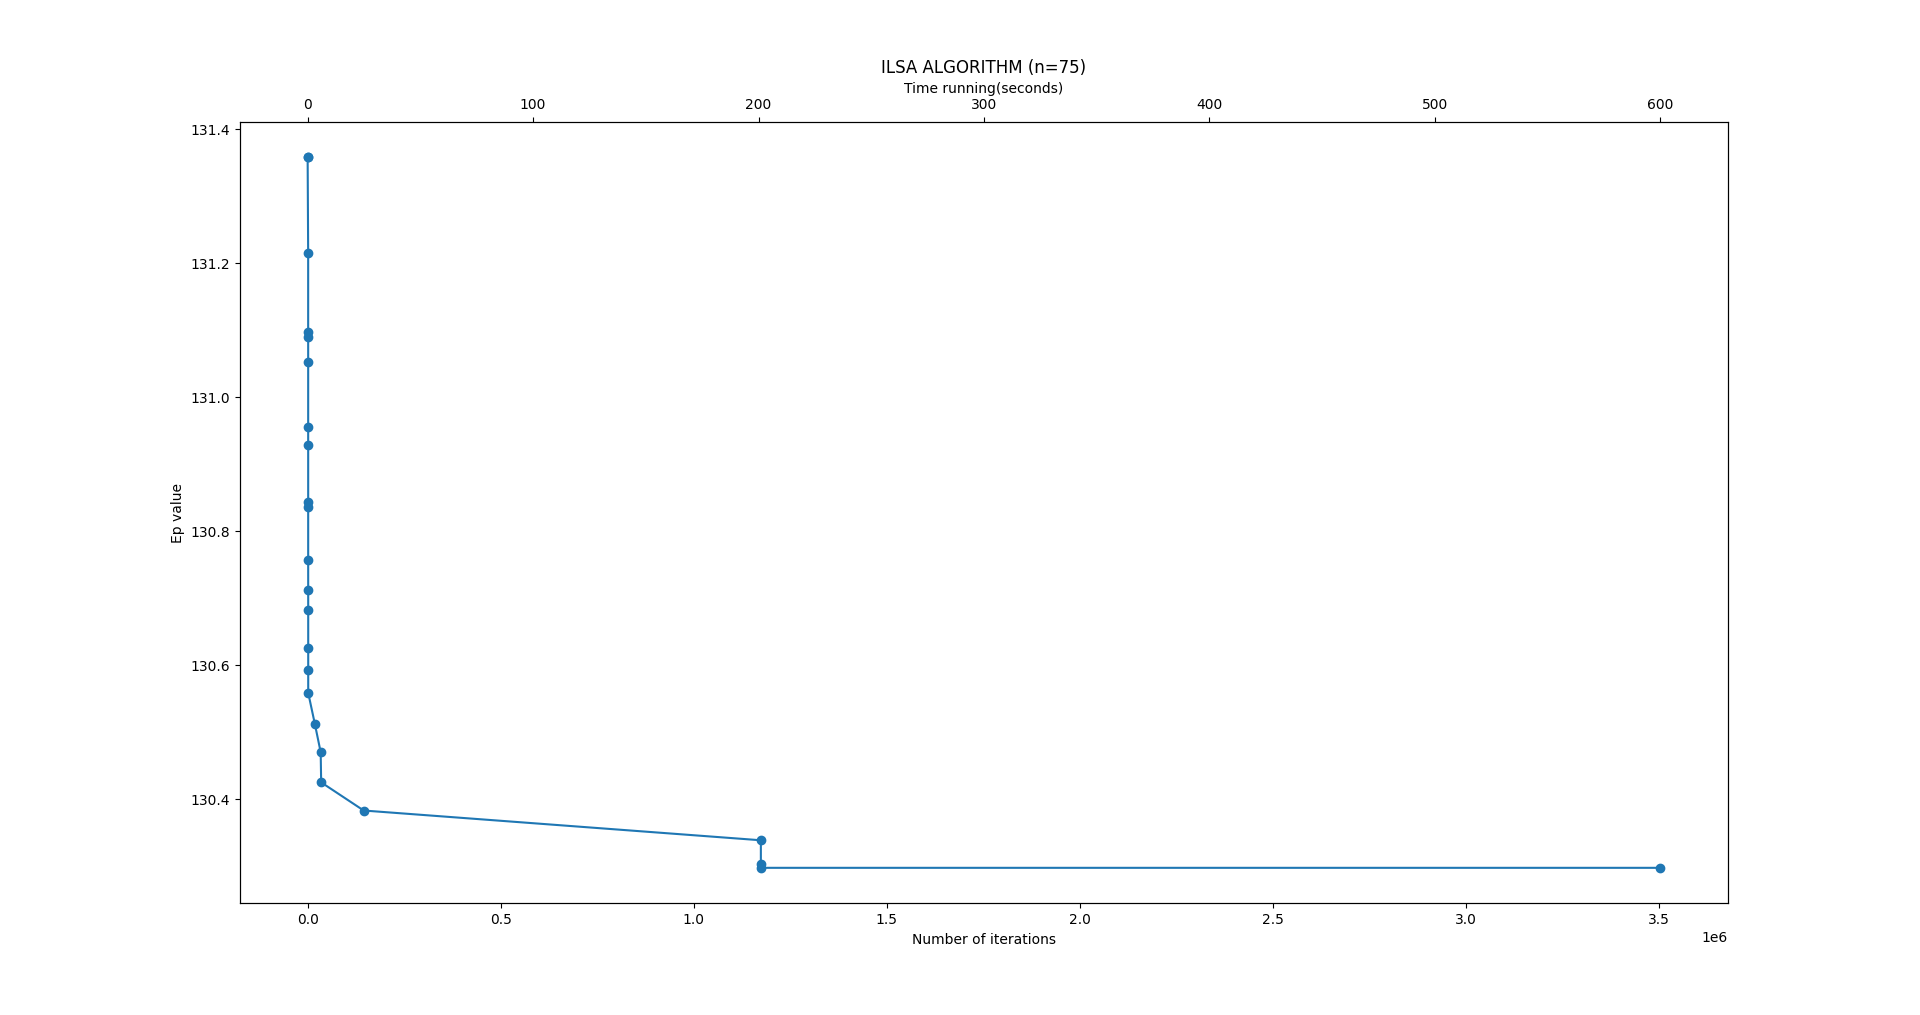 ILSA ALGORITHM (n=75)
Time running(seconds)
0 100 200 300 400 500 600
131.4
131.2
131.0
130.8
130.6
130.4
Ep value
0.0 0.5 1.0 1.5 2.0 2.5 3.0 3.5
1e6
Number of iterations